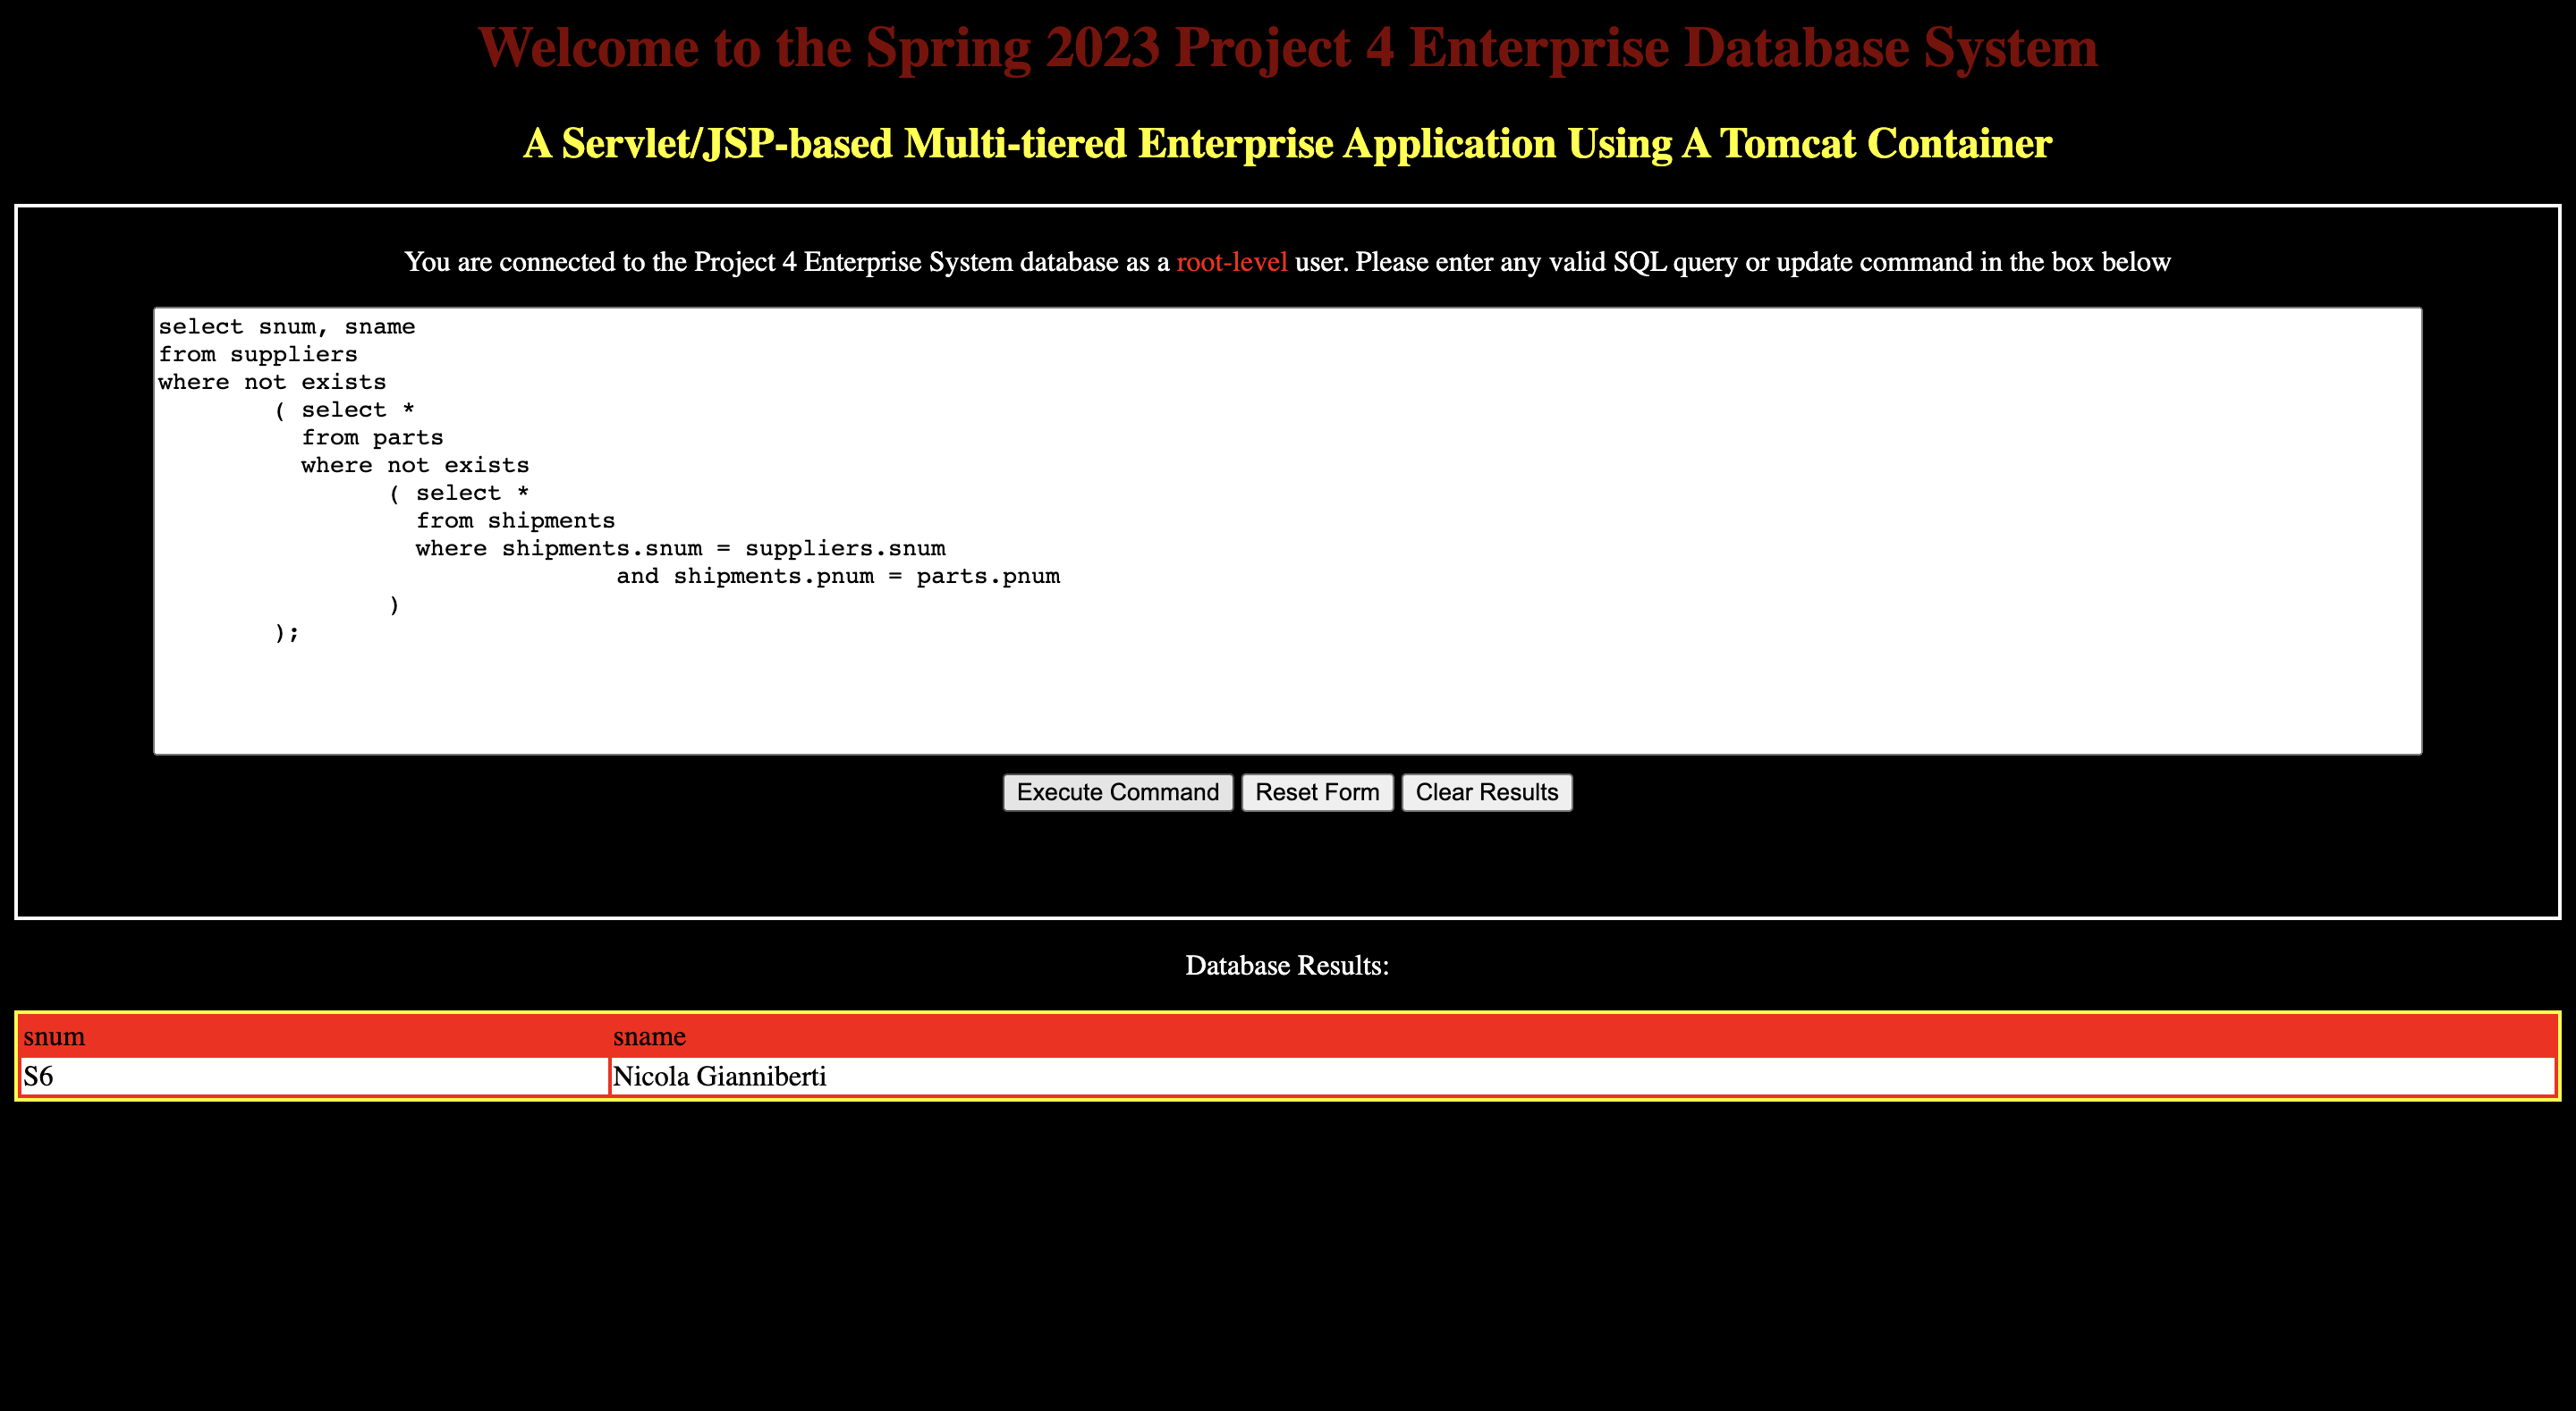 Welcome to the Spring 2023 Project 4 Enterprise Database System
A Servlet/JSP-based Multi-tiered Enterprise Application Using A Tomcat Container
You are connected to the Project 4 Enterprise System database as a root-level user. Please enter any valid SQL query or update command in the box below
select snum, sname
from suppliers
where not exists
( select *
from parts
where not exists
( select *
from shipments
where shipments.snum = suppliers.snum
and shipments.pnum = parts.pnum
)
);
Execute Command Reset Form Clear Results
Database Results:
snum sname
S6 Nicola Gianniberti